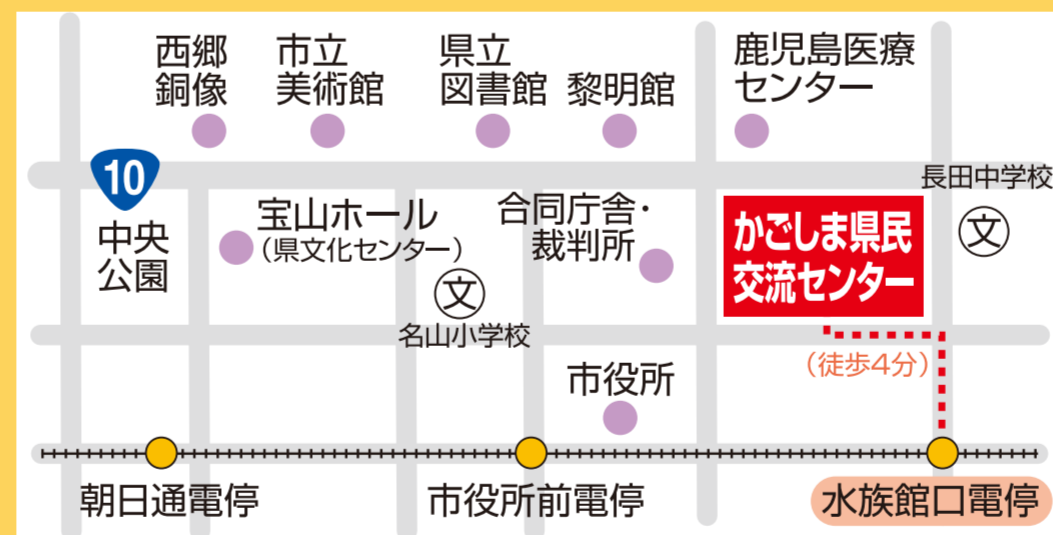 西郷
銅像
市立
美術館
県立
図書館
黎明館
鹿児島医療
センター
10
長田中学校
文
中央
公園
宝山ホール
（県文化センター）
合同庁舎・
裁判所
かごしま県民
交流センター
文
名山小学校
（徒歩4分）
市役所
朝日通電停
市役所前電停
水族館口電停